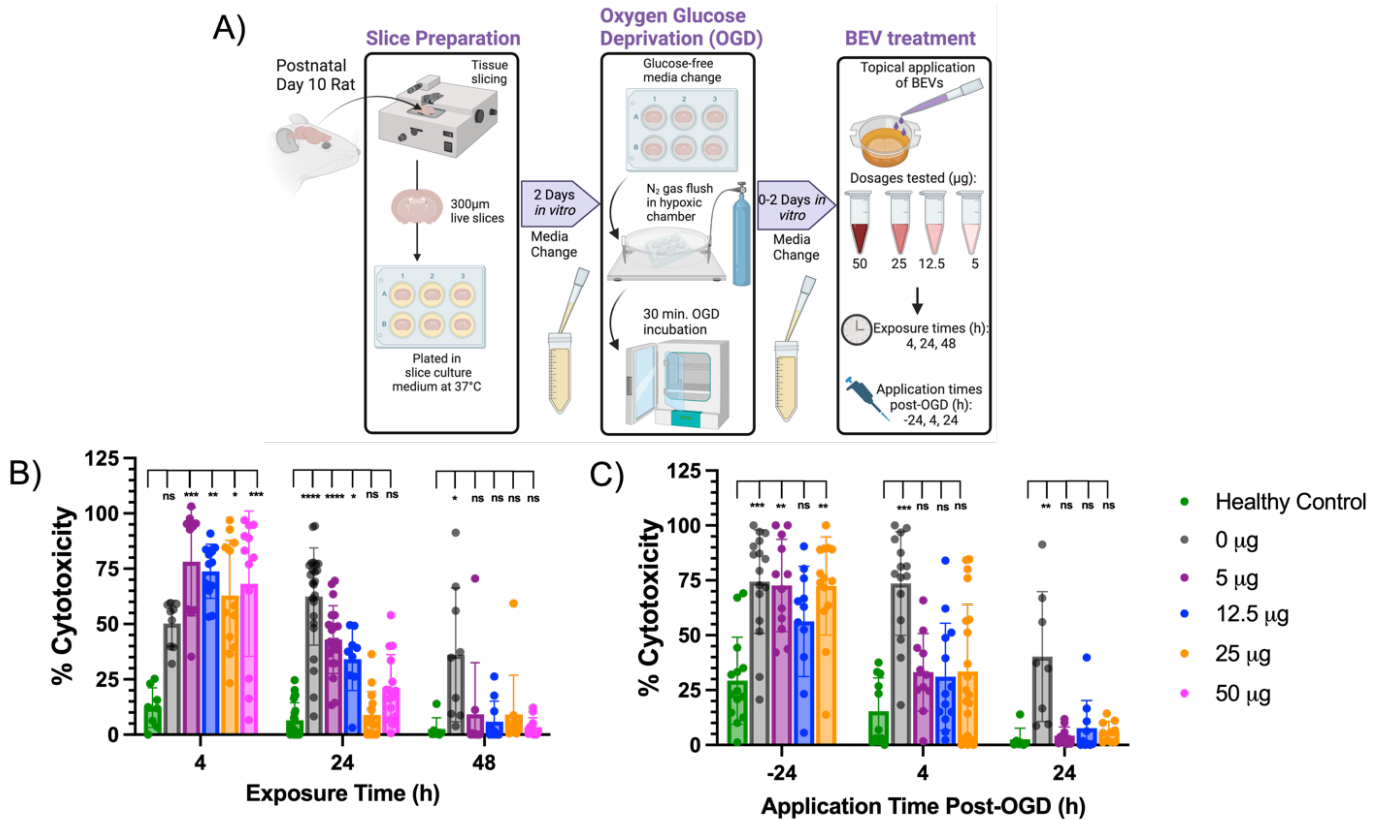 A)
Slice Preparation
Oxygen Glucose
Deprivation (OGD)
BEV treatment
Postnatal
Day 10 Rat
Tissue
slicing
300µm
live slices
1 2 3
A
B
Plated in
slice culture
medium at 37°C
2 Days
in vitro
Media
Change
Glucose-free
media change
1 2 3
A
B
N2 gas flush
in hypoxic
chamber
30 min. OGD
incubation
0-2 Days in
vitro
Media
Change
Topical application
of BEVs
Dosages tested (µg):
50 25 12.5 5
Exposure times (h):
4, 24, 48
Application times
post-OGD (h):
-24, 4, 24
B)
% Cytotoxicity
125
100
75
50
25
0
ns *** ** * ***
**** **** * ns ns
* ns ns ns ns
4 24 48
Exposure Time (h)
C)
% Cytotoxicity
125
100
75
50
25
0
*** ** ns **
*** ns ns ns
** ns ns ns
-24 4 24
Application Time Post-OGD (h)
Healthy Control
0 µg
5 µg
12.5 µg
25 µg
50 µg